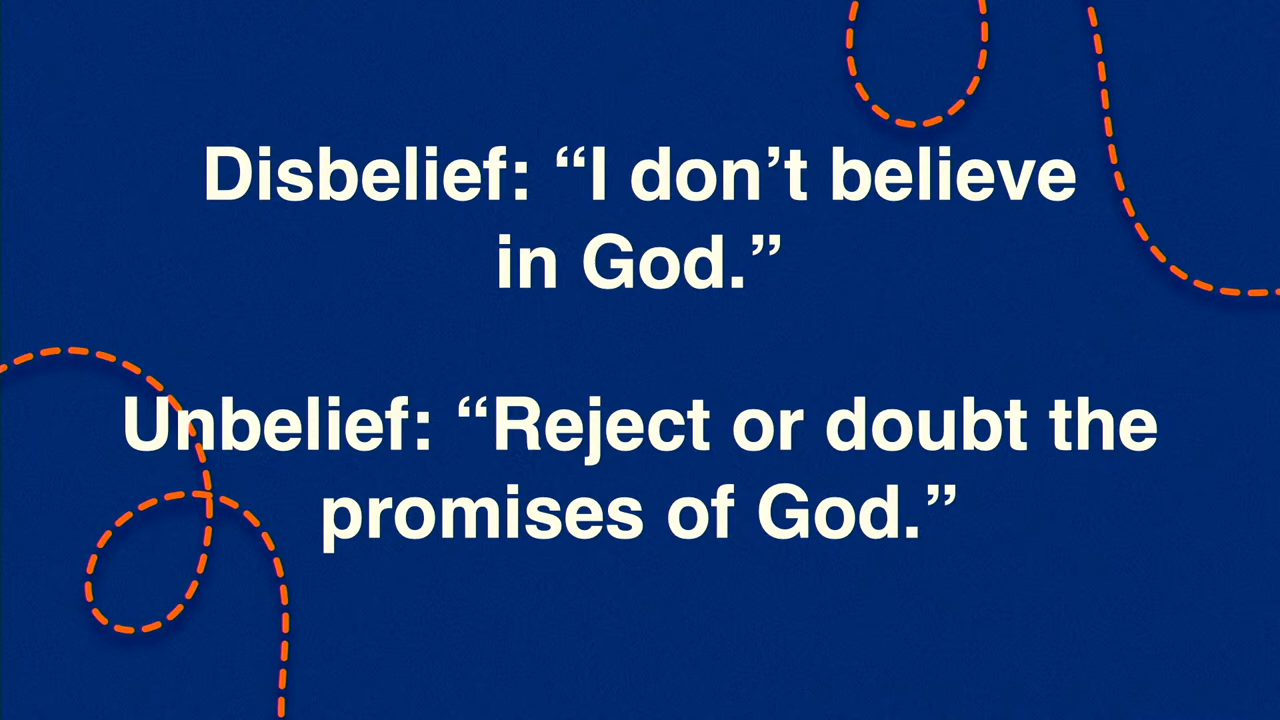 Disbelief: “I don’t believe
in God.”
Unbelief: “Reject or doubt the
promises of God.”